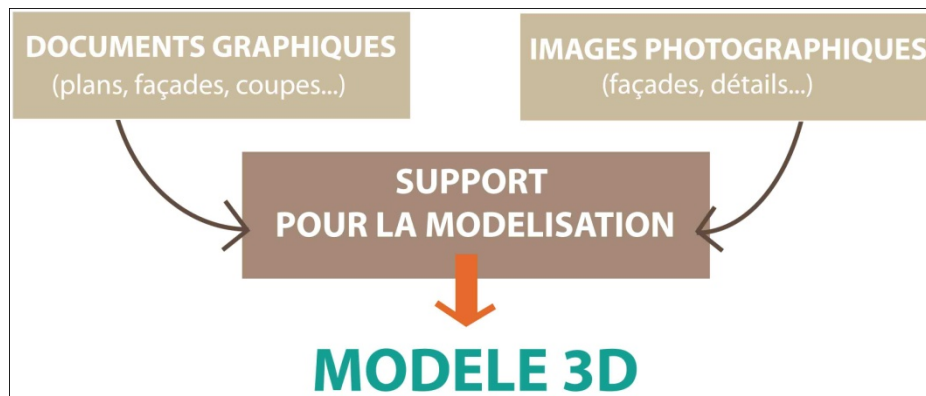 DOCUMENTS GRAPHIQUES
(plans, façades, coupes...)
IMAGES PHOTOGRAPHIQUES
(façades, détails...)
SUPPORT
POUR LA MODELISATION
MODELE 3D